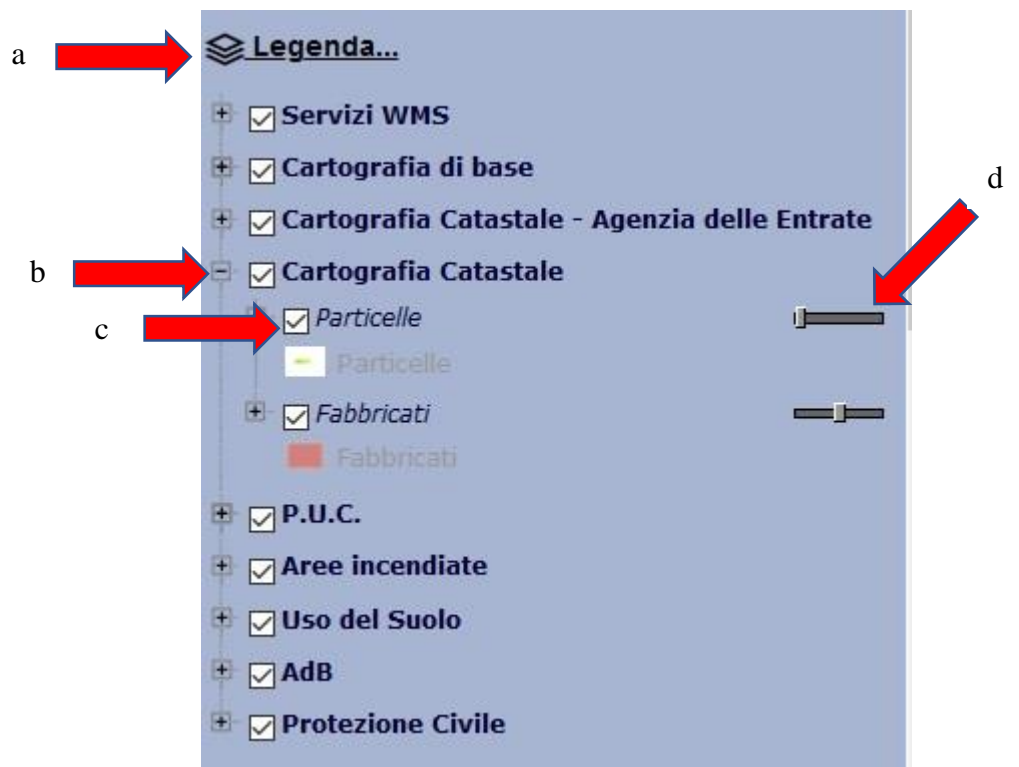 a
Legenda...
Servizi WMS
Cartografia di base
d
Cartografia Catastale - Agenzia delle Entrate
b
Cartografia Catastale
c
Particelle
Particelle
Fabbricati
Fabbricati
P.U.C.
Aree incendiate
Uso del Suolo
AdB
Protezione Civile